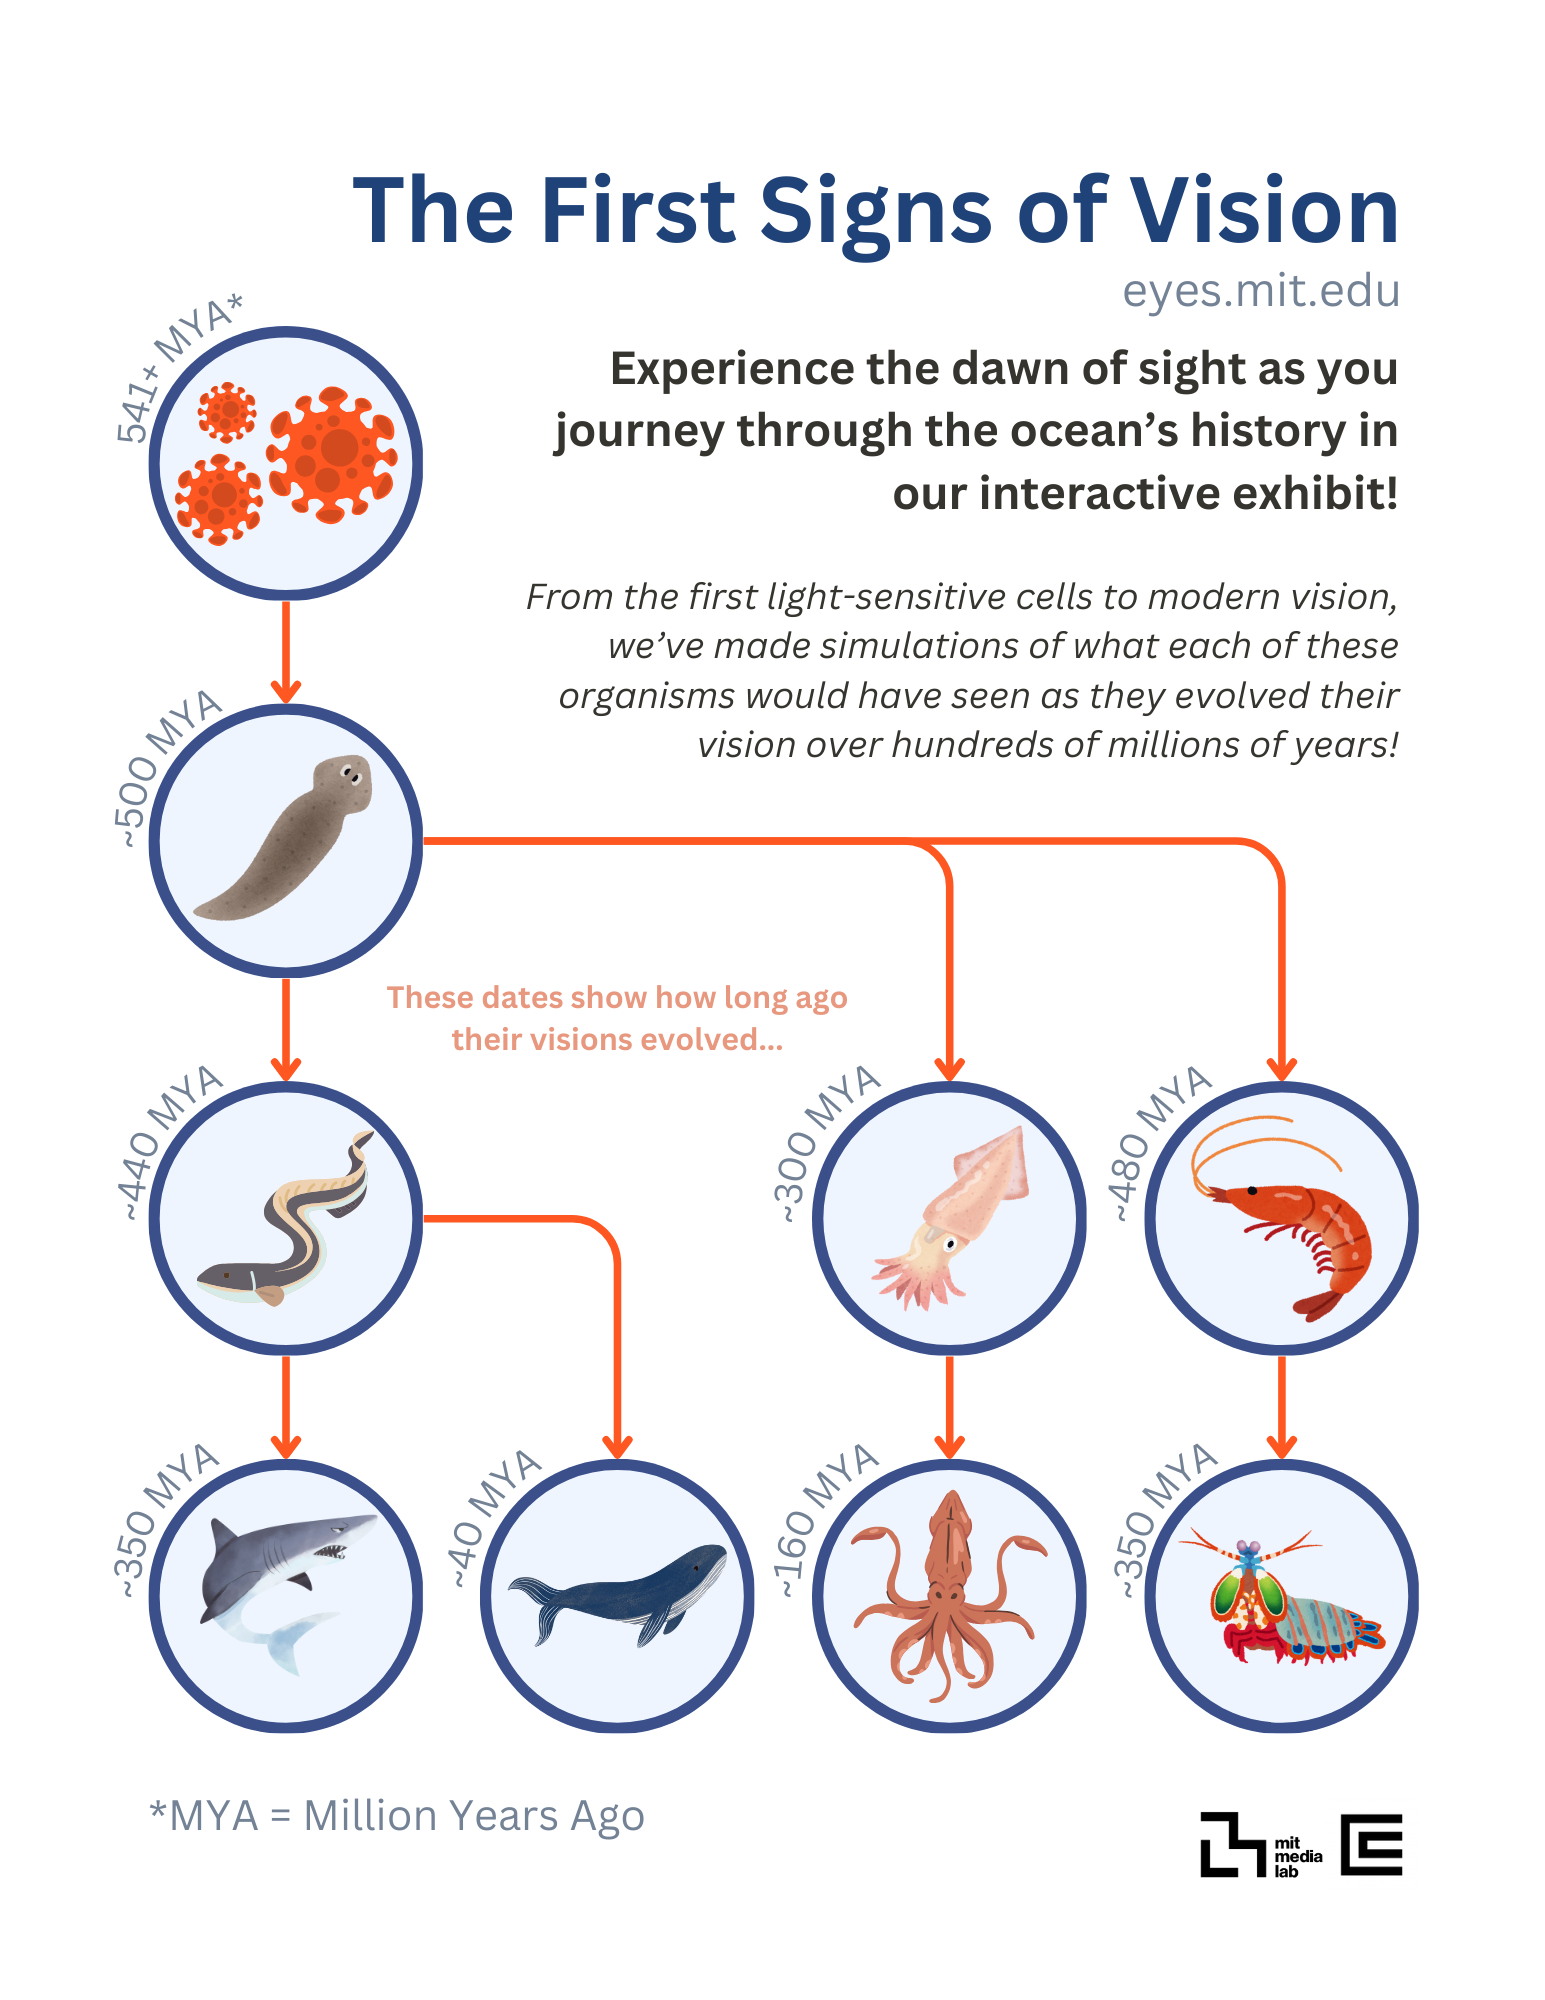 The First Signs of Vision
eyes.mit.edu
541+ MYA*
Experience the dawn of sight as you
journey through the ocean’s history in
our interactive exhibit!
From the first light-sensitive cells to modern vision,
we’ve made simulations of what each of these
organisms would have seen as they evolved their
vision over hundreds of millions of years!
~500 MYA
These dates show how long ago
their visions evolved...
~440 MYA
~300 MYA
~480 MYA
~350 MYA
~40 MYA
~160 MYA
~350 MYA
*MYA = Million Years Ago
mit
media
lab